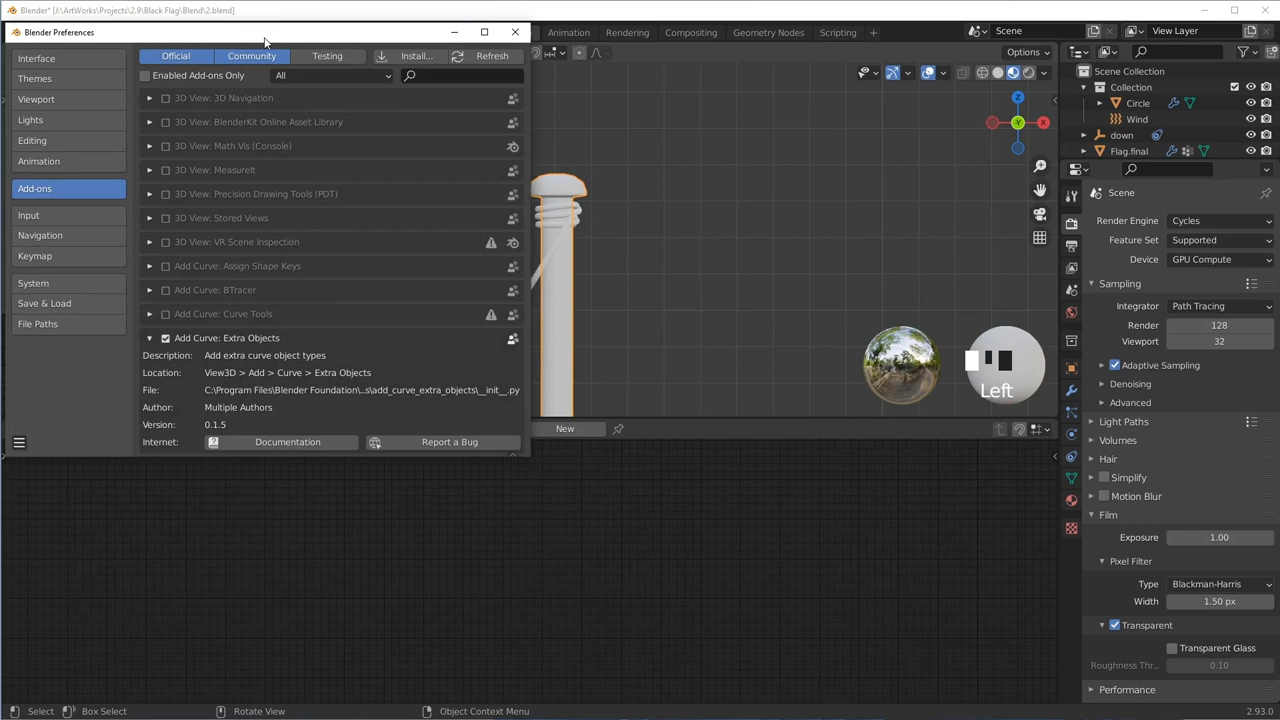 Blender* [J:\ArtWorks\Projects\2.9\Black Flag\Blend\2.blend]
Blender Preferences
Animation
Rendering
Compositing
Geometry Nodes
Scripting
+
Scene
View Layer
Options
Interface
Themes
Viewport
Lights
Editing
Animation
Add-ons
Input
Navigation
Keymap
System
Save & Load
File Paths
Official
Community
Testing
Install...
Refresh
Enabled Add-ons Only
All
3D View: 3D Navigation
3D View: BlenderKit Online Asset Library
3D View: Math Vis (Console)
3D View: MeasureIt
3D View: Precision Drawing Tools (PDT)
3D View: Stored Views
3D View: VR Scene Inspection
Add Curve: Assign Shape Keys
Add Curve: BTracer
Add Curve: Curve Tools
Add Curve: Extra Objects
Description: Add extra curve object types
Location: View3D > Add > Curve > Extra Objects
File: C:\Program Files\Blender Foundation\..s\add_curve_extra_objects\__init__.py
Author: Multiple Authors
Version: 0.1.5
Internet: Documentation Report a Bug
Z
Y
X
Left
New
Scene Collection
Collection
Circle
Wind
down
Flag.final
Scene
Render Engine Cycles
Feature Set Supported
Device GPU Compute
Sampling
Integrator Path Tracing
Render 128
Viewport 32
Adaptive Sampling
Denoising
Advanced
Light Paths
Volumes
Hair
Simplify
Motion Blur
Film
Exposure 1.00
Pixel Filter
Type Blackman-Harris
Width 1.50 px
Transparent
Transparent Glass
Roughness Thr... 0.10
Performance
Select
Box Select
Rotate View
Object Context Menu
2.93.0